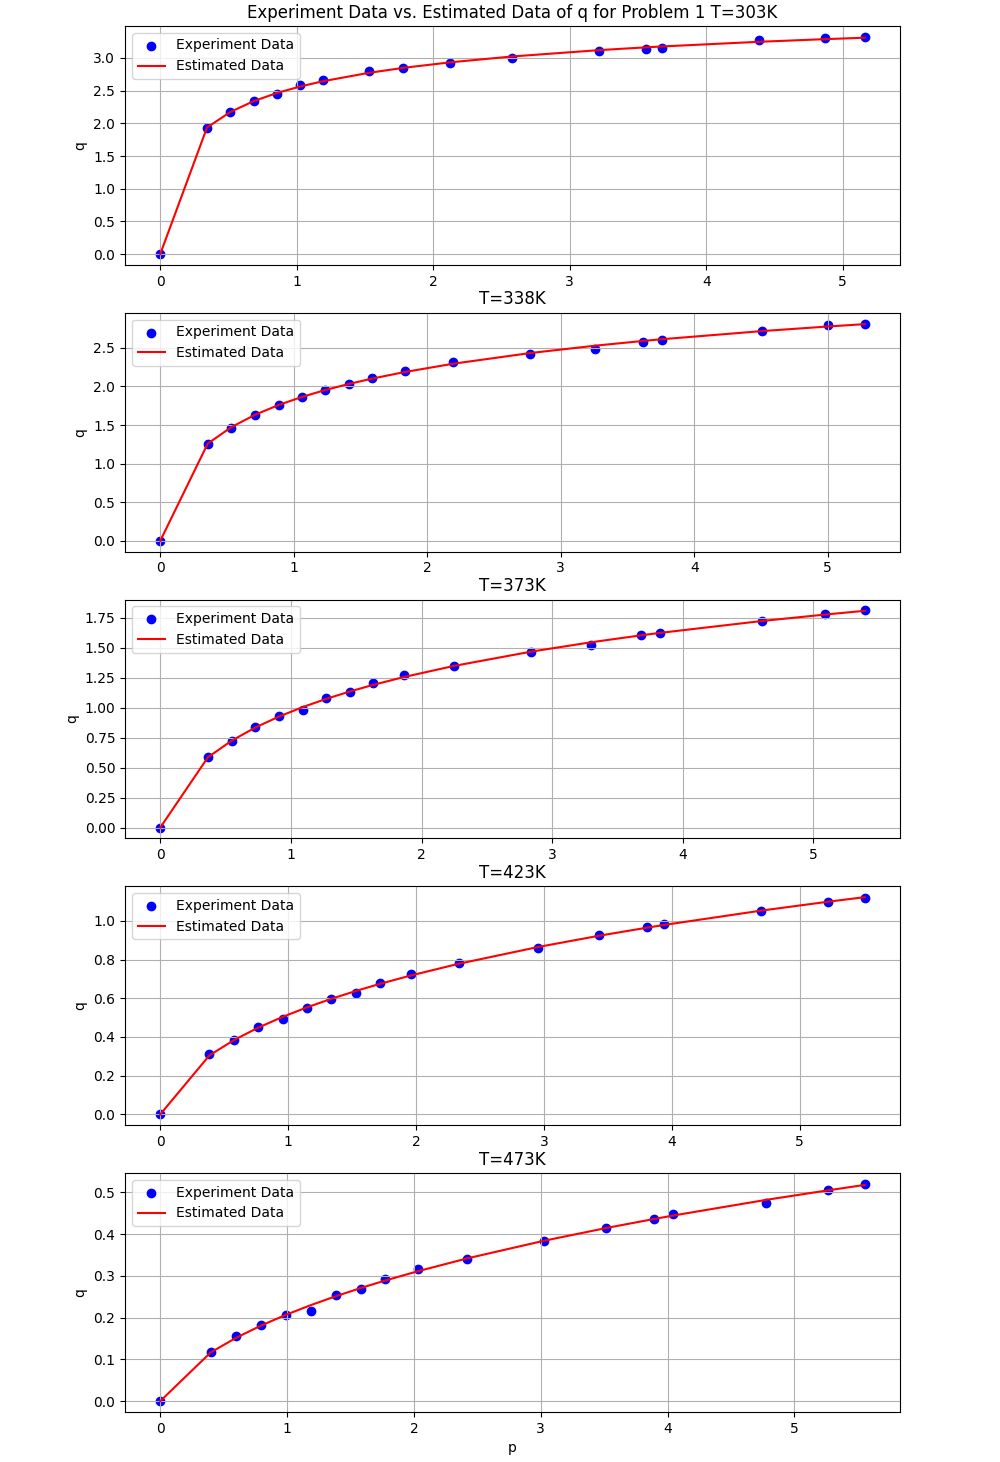 Experiment Data vs. Estimated Data of q for Problem 1 T=303K
Experiment Data
Estimated Data
3.0
2.5
2.0
1.5
1.0
0.5
0.0
q
0 1 2 3 4 5
T=338K
Experiment Data
Estimated Data
2.5
2.0
1.5
1.0
0.5
0.0
q
0 1 2 3 4 5
T=373K
Experiment Data
Estimated Data
1.75
1.50
1.25
1.00
0.75
0.50
0.25
0.00
q
0 1 2 3 4 5
T=423K
Experiment Data
Estimated Data
1.0
0.8
0.6
0.4
0.2
0.0
q
0 1 2 3 4 5
T=473K
Experiment Data
Estimated Data
0.5
0.4
0.3
0.2
0.1
0.0
q
0 1 2 3 4 5
p